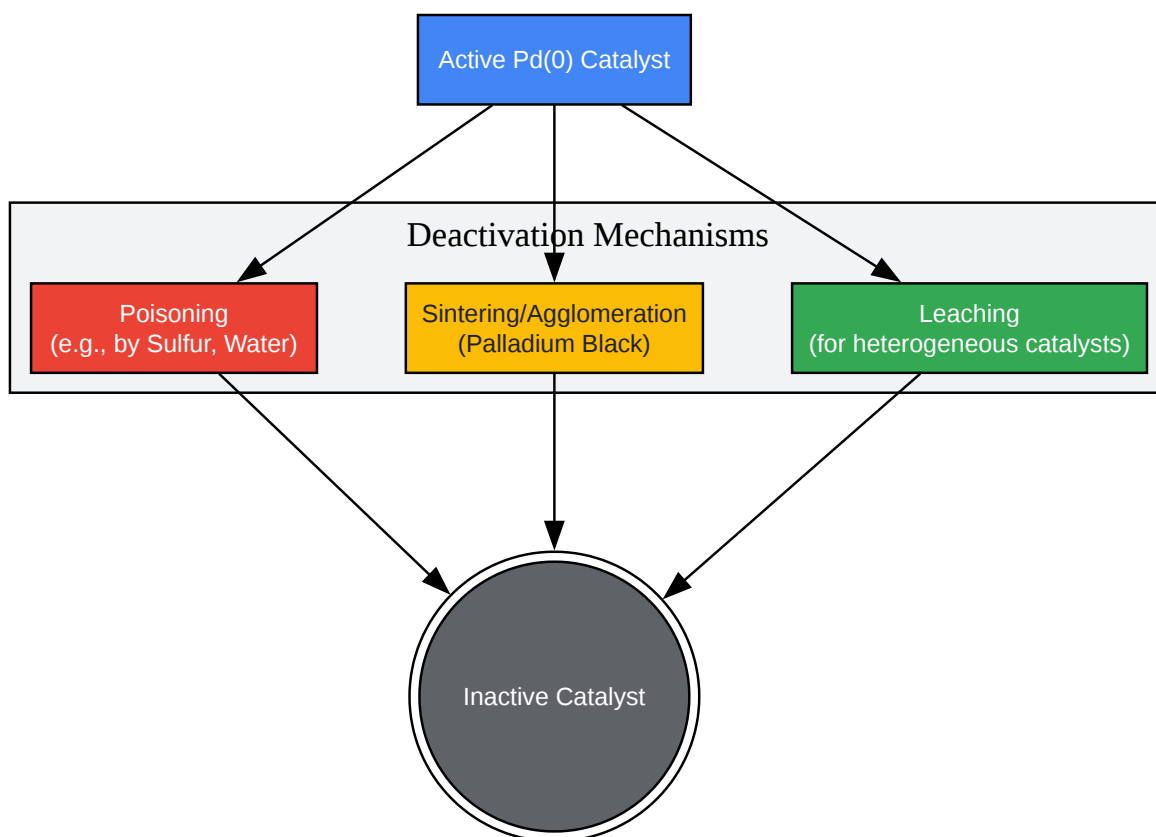 Active Pd(0) Catalyst
Deactivation Mechanisms
Poisoning
(e.g., by Sulfur, Water)
Sintering/Agglomeration
(Palladium Black)
Leaching
(for heterogeneous catalysts)
Inactive Catalyst